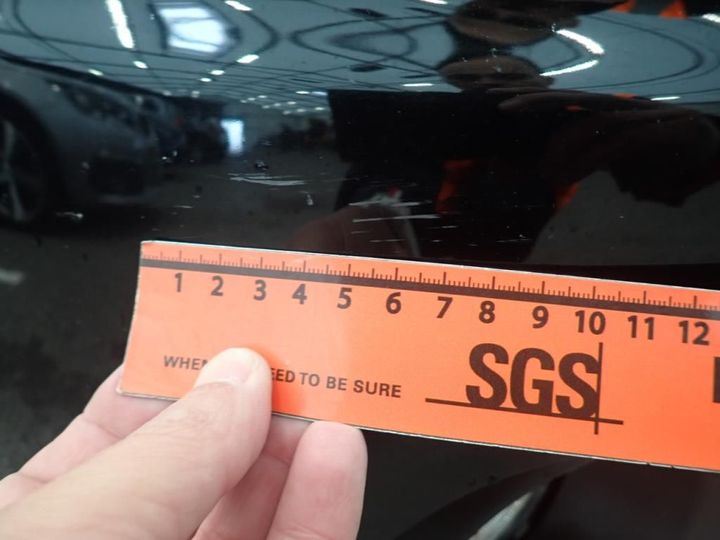 1 2 3 4 5 6 7 8 9 10 11 12
WHEN EED TO BE SURE SGS